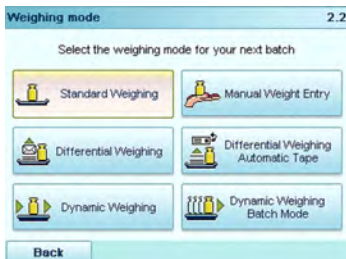 Weighing mode 2.2
Select the weighing mode for your next batch
Standard Weighing
Manual Weight Entry
Differential Weighing
Differential Weighing
Automatic Tape
Dynamic Weighing
Dynamic Weighing
Batch Mode
Back